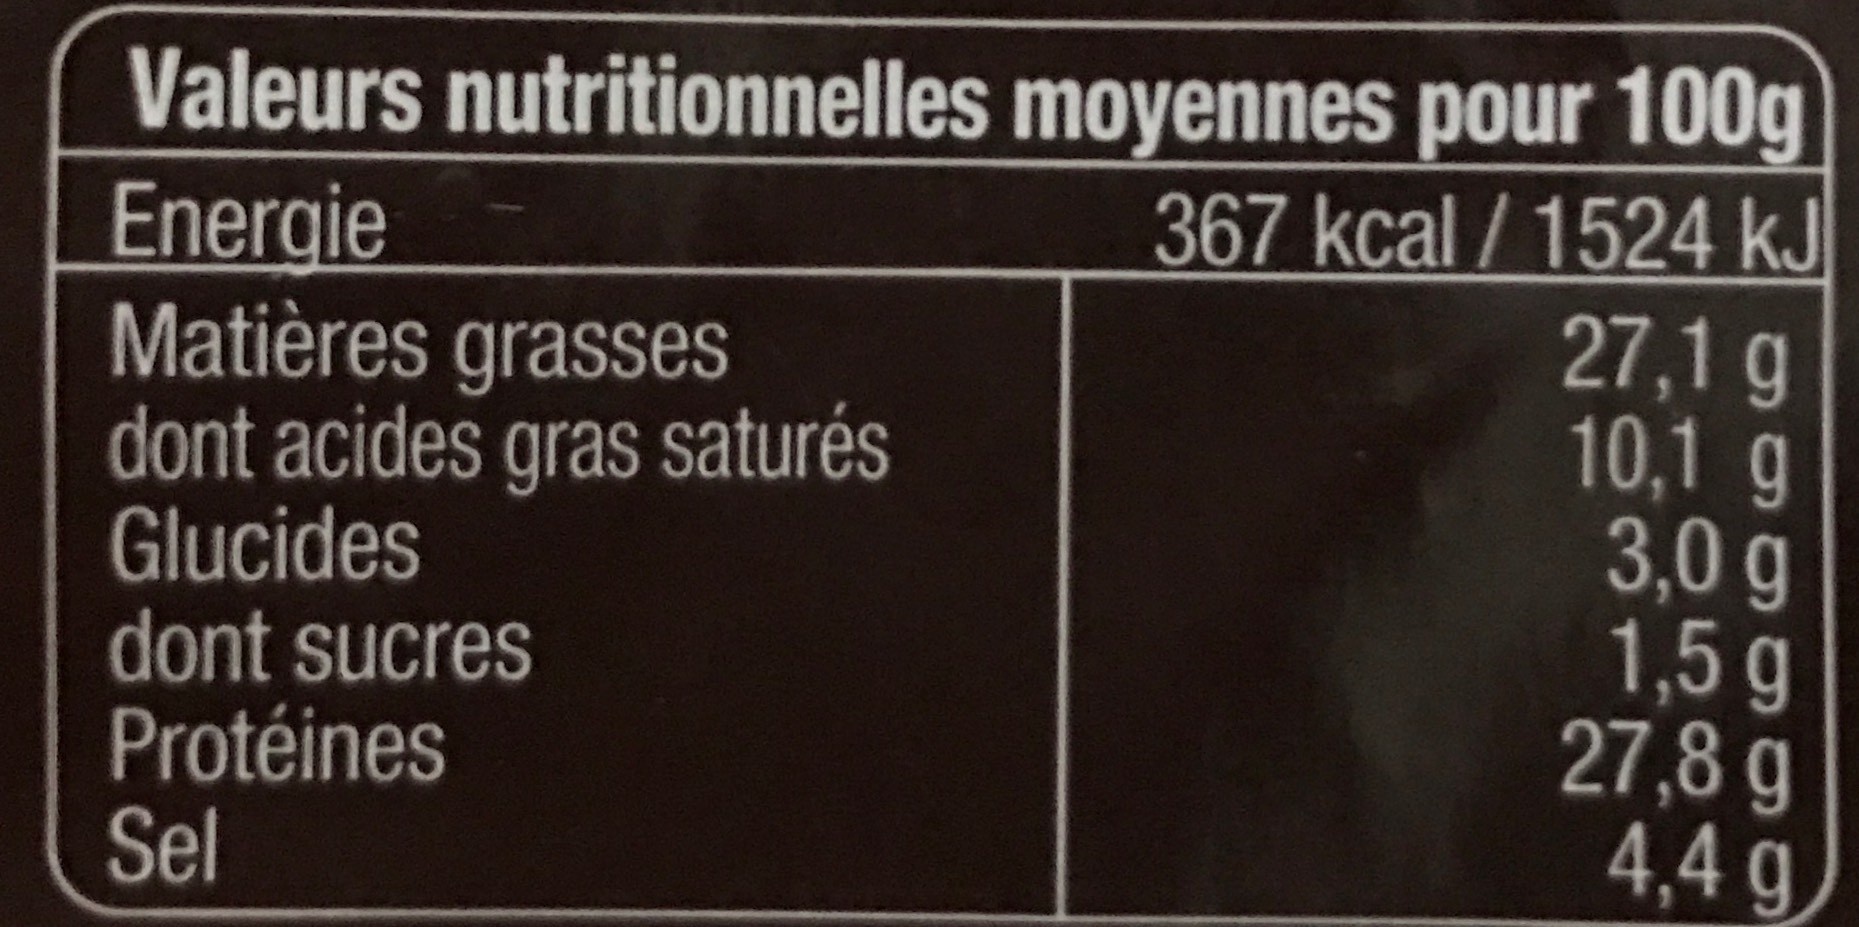 Valeurs nutritionnelles moyennes pour 100g
Energie 367 kcal / 1524 kJ
Matières grasses 27,1 g
dont acides gras saturés 10,1 g
Glucides 3,0 g
dont sucres 1,5 g
Protéines 27,8 g
Sel 4,4 g